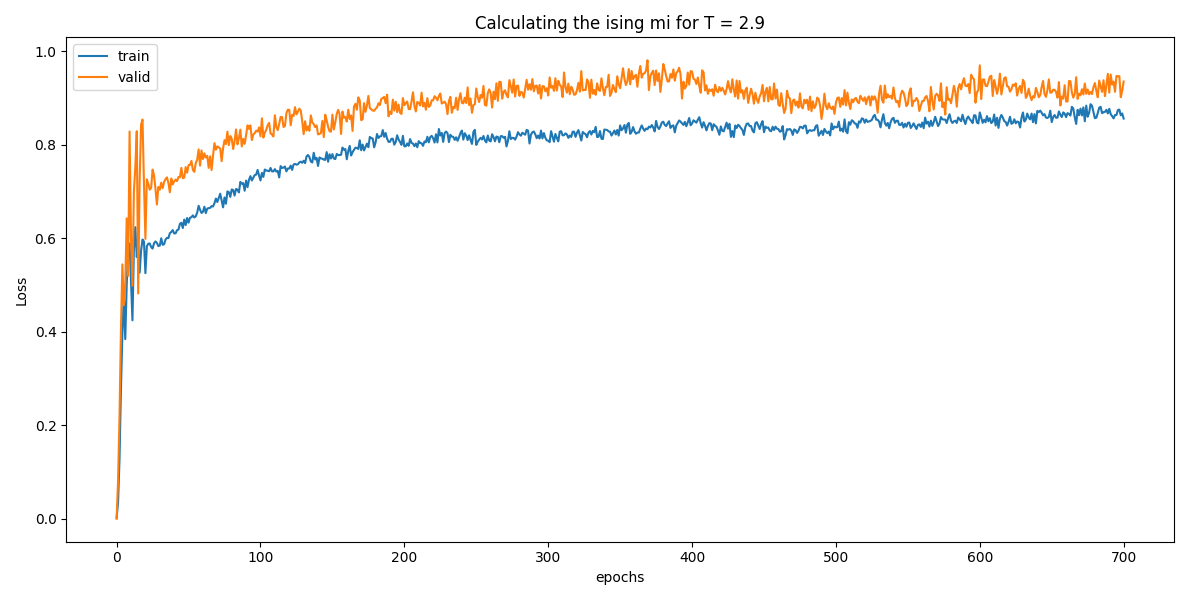 Calculating the ising mi for T = 2.9
train
valid
Loss
1.0
0.8
0.6
0.4
0.2
0.0
0 100 200 300 400 500 600 700
epochs